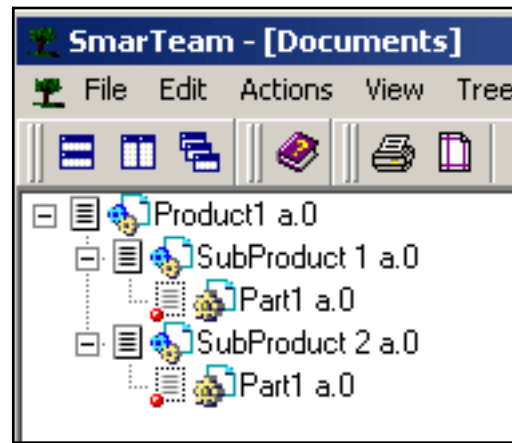 SmarTeam - [Documents]
File Edit Actions View Tree
Product1 a.0
SubProduct 1 a.0
Part1 a.0
SubProduct 2 a.0
Part1 a.0